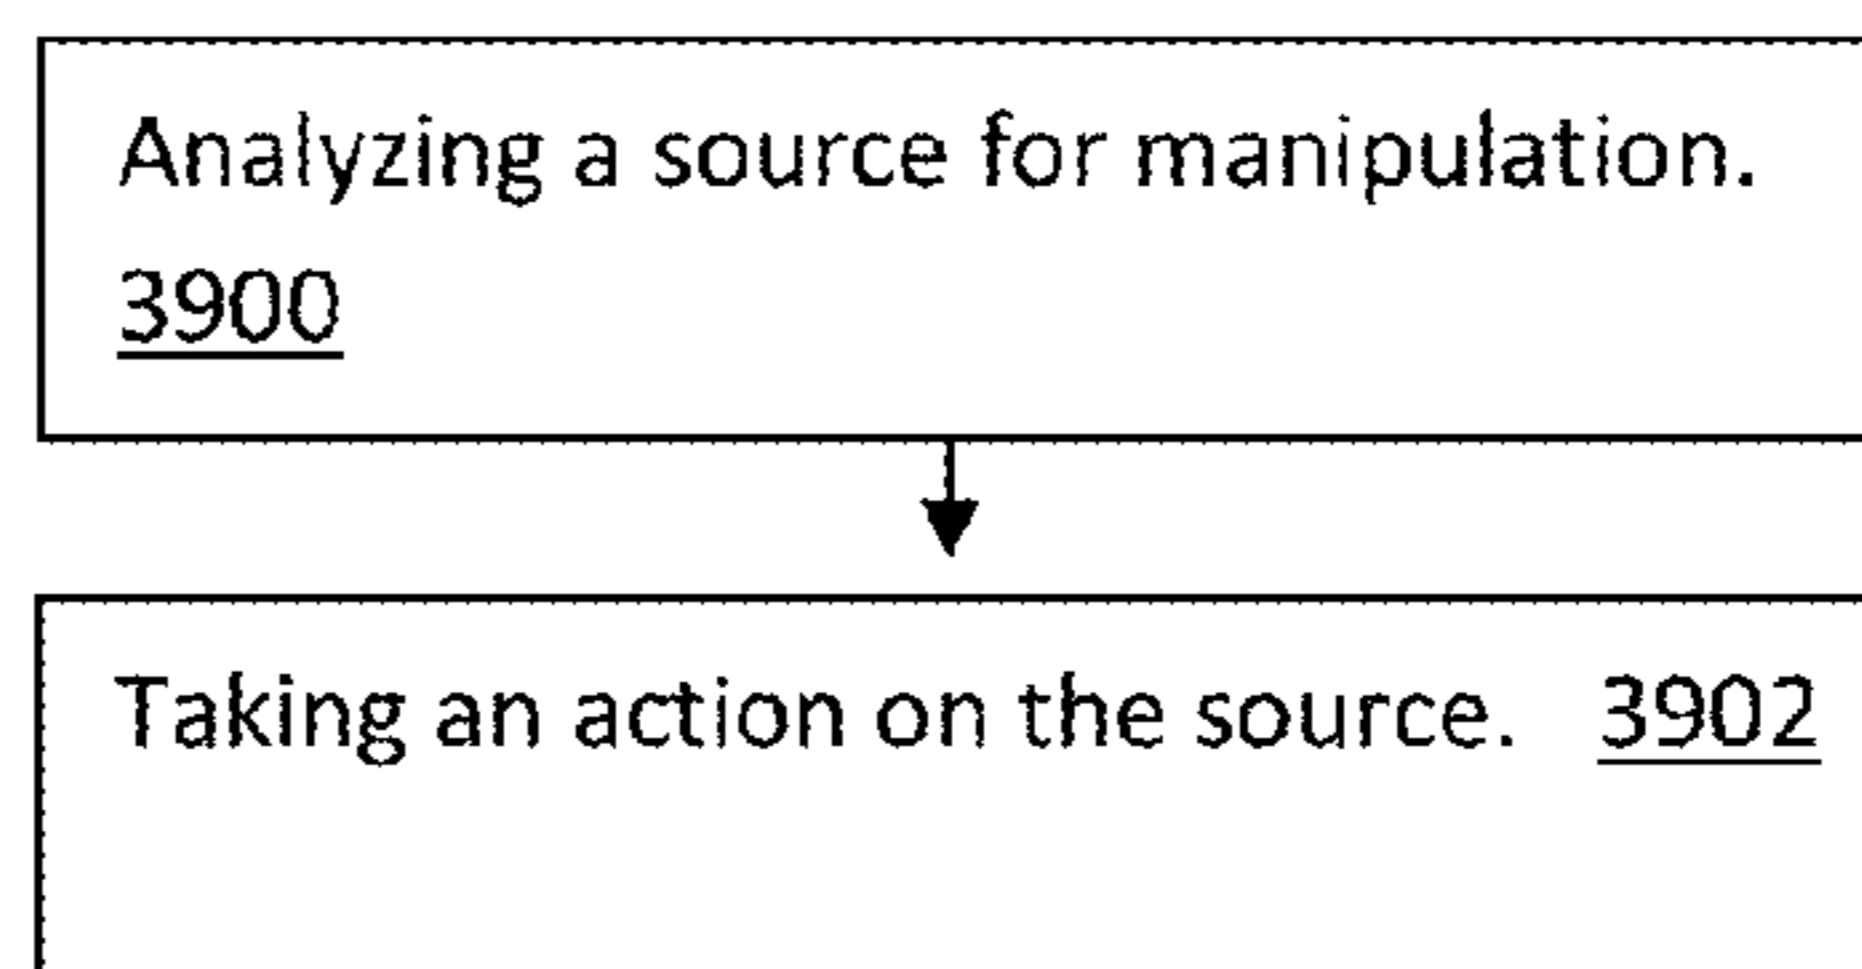 Analyzing a source for manipulation.
3900
Taking an action on the source. 3902